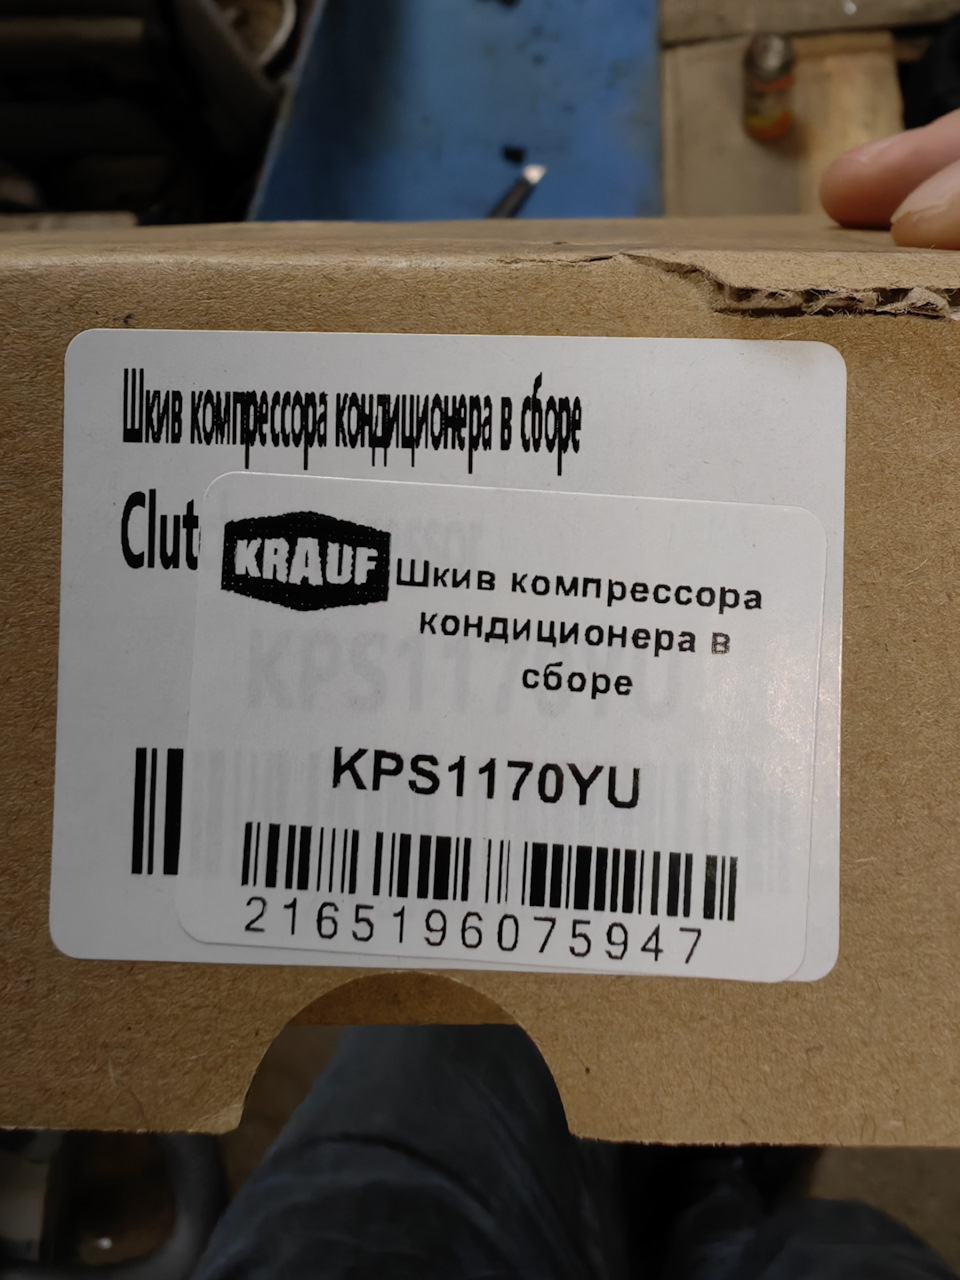 Шкив компрессора кондиционера в сборе
Clut
KRAUF
Шкив компрессора
кондиционера в
сборе
KPS1170YU
2165196075947